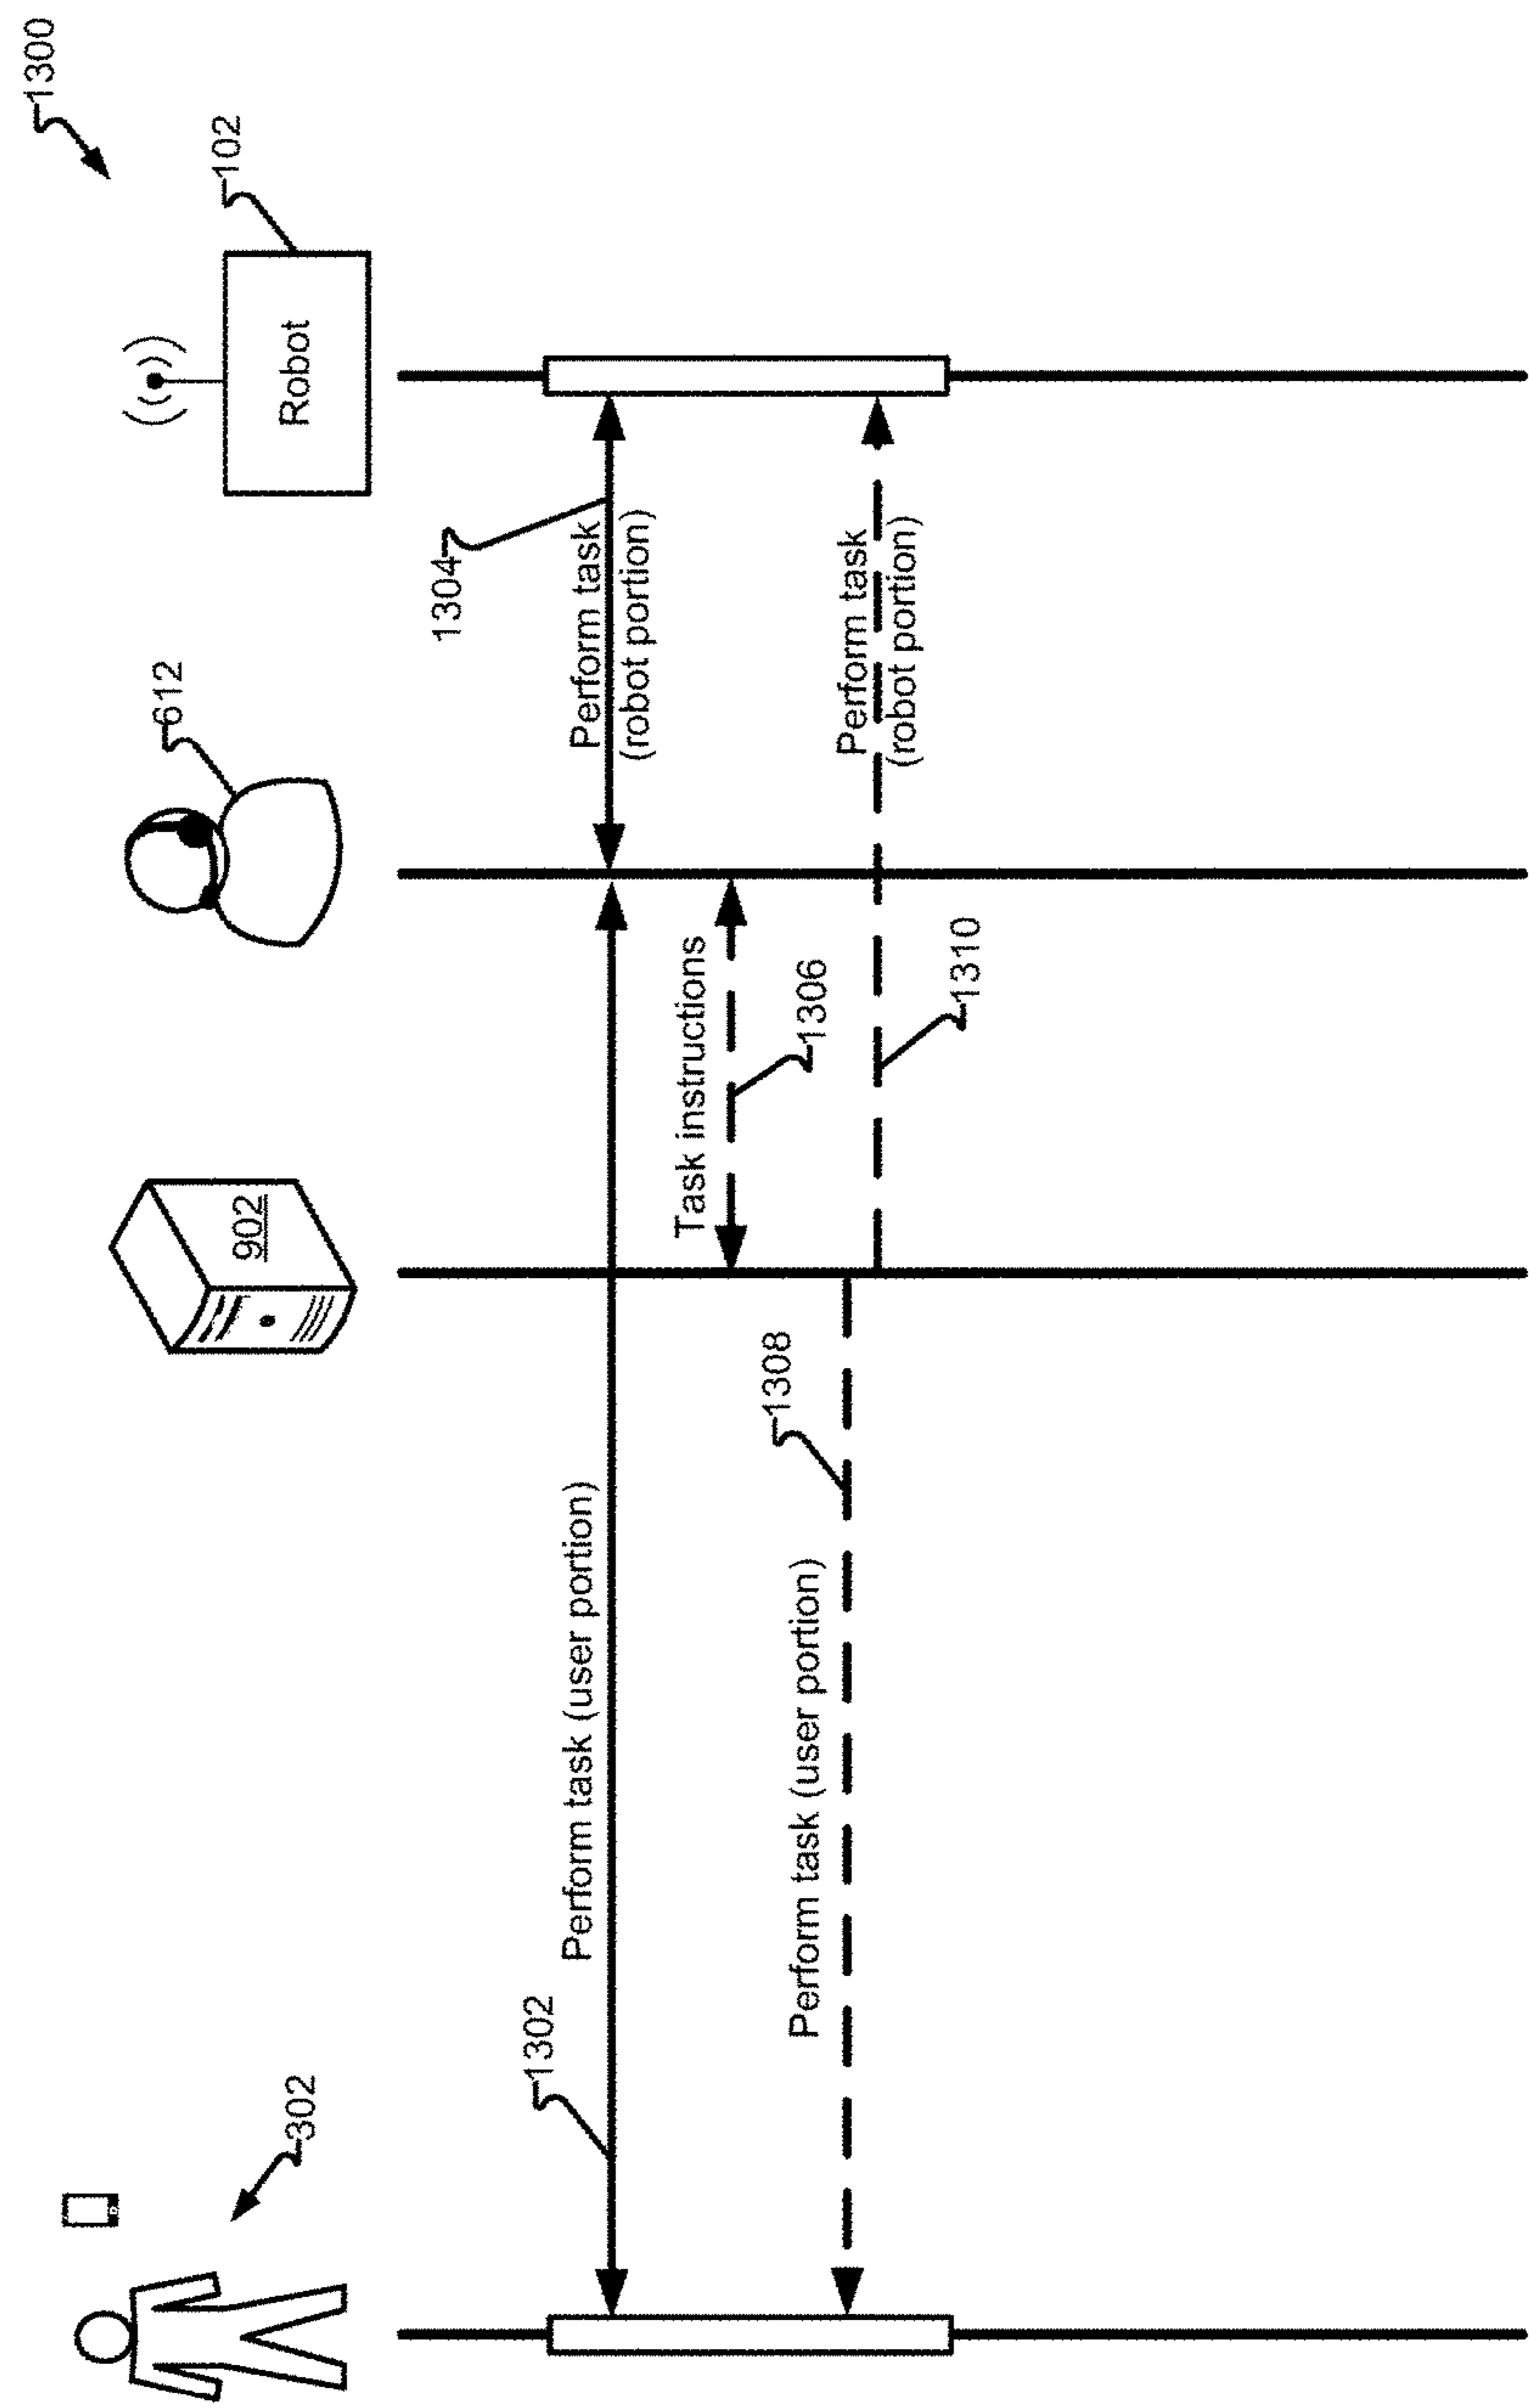 1300
302
902
612
Robot
102
1302
Perform task (user portion)
Perform task
(robot portion)
1304
Task instructions
1306
Perform task (user portion)
1308
Perform task
(robot portion)
1310